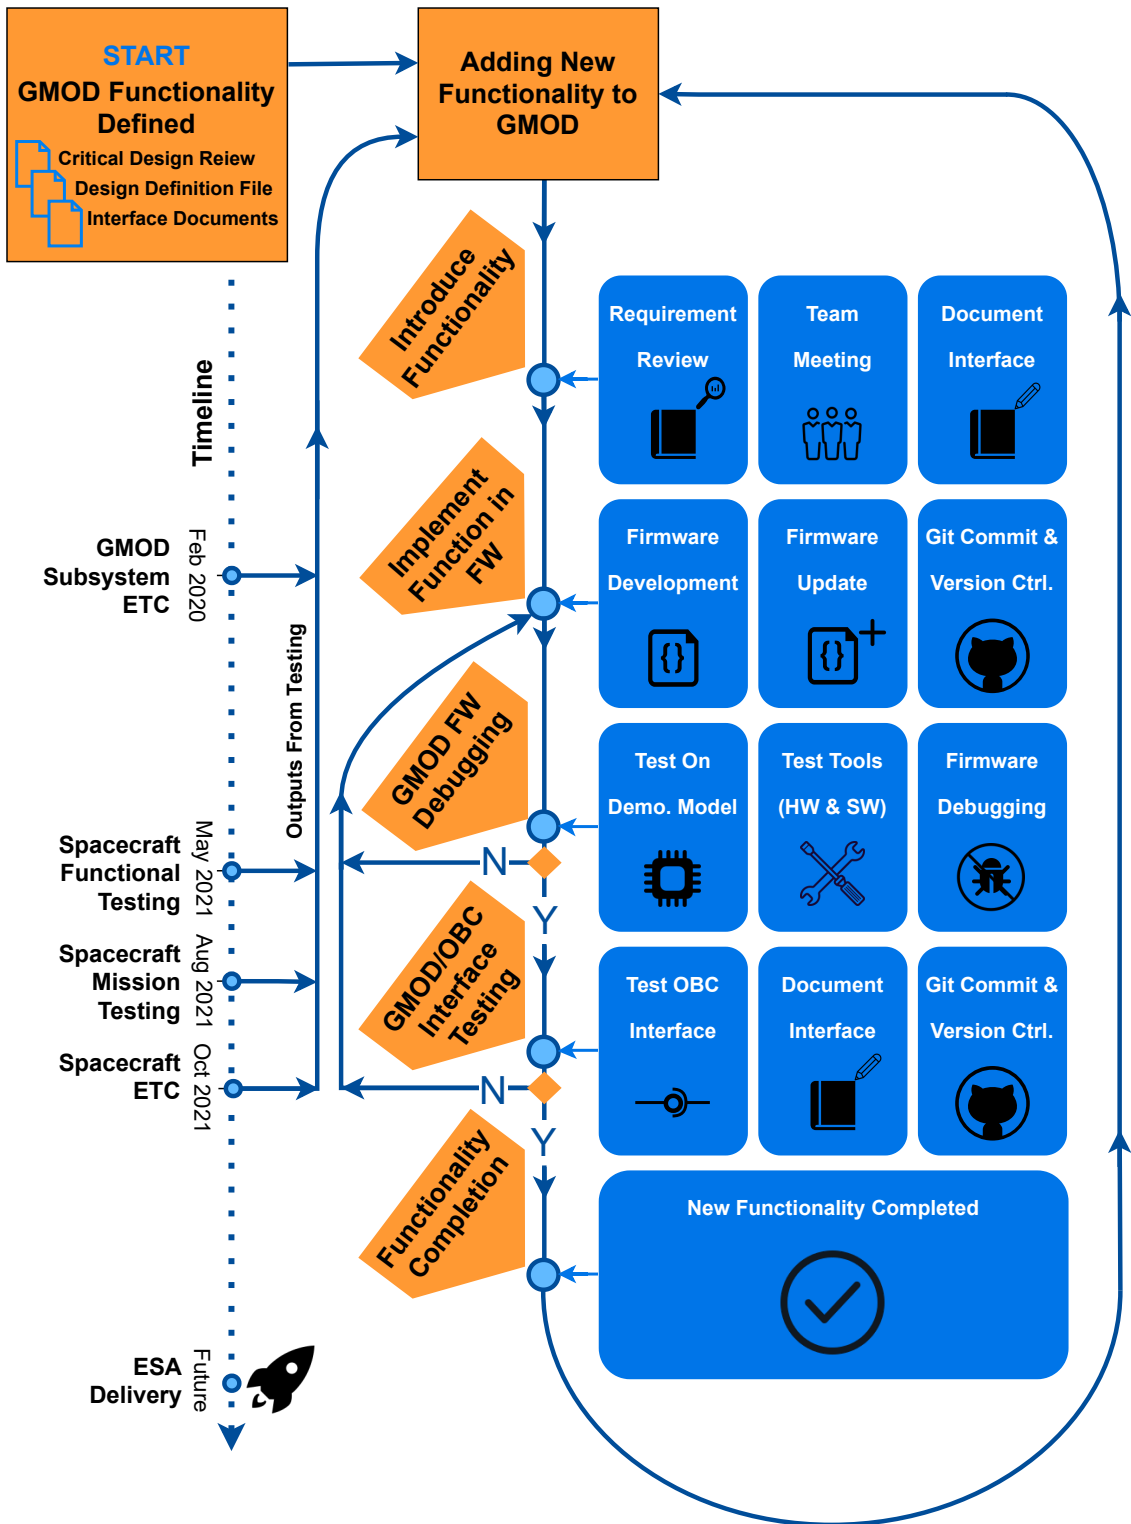 START
GMOD Functionality
Defined
Critical Design Reiew
Design Definition File
Interface Documents
Adding New
Functionality to
GMOD
Timeline
GMOD
Subsystem
ETC
Feb 2020
Spacecraft
Functional
Testing
May 2021
Spacecraft
Mission
Testing
Aug 2021
Spacecraft
ETC
Oct 2021
ESA
Delivery
Future
Outputs From Testing
Introduce
Functionality
Requirement
Review
Team
Meeting
Document
Interface
Implement
Function in
FW
Firmware
Development
Firmware
Update
Git Commit &
Version Ctrl.
GMOD FW
Debugging
Test On
Demo. Model
Test Tools
(HW & SW)
Firmware
Debugging
N
Y
GMOD/OBC
Interface
Testing
Test OBC
Interface
Document
Interface
Git Commit &
Version Ctrl.
N
Y
Functionality
Completion
New Functionality Completed